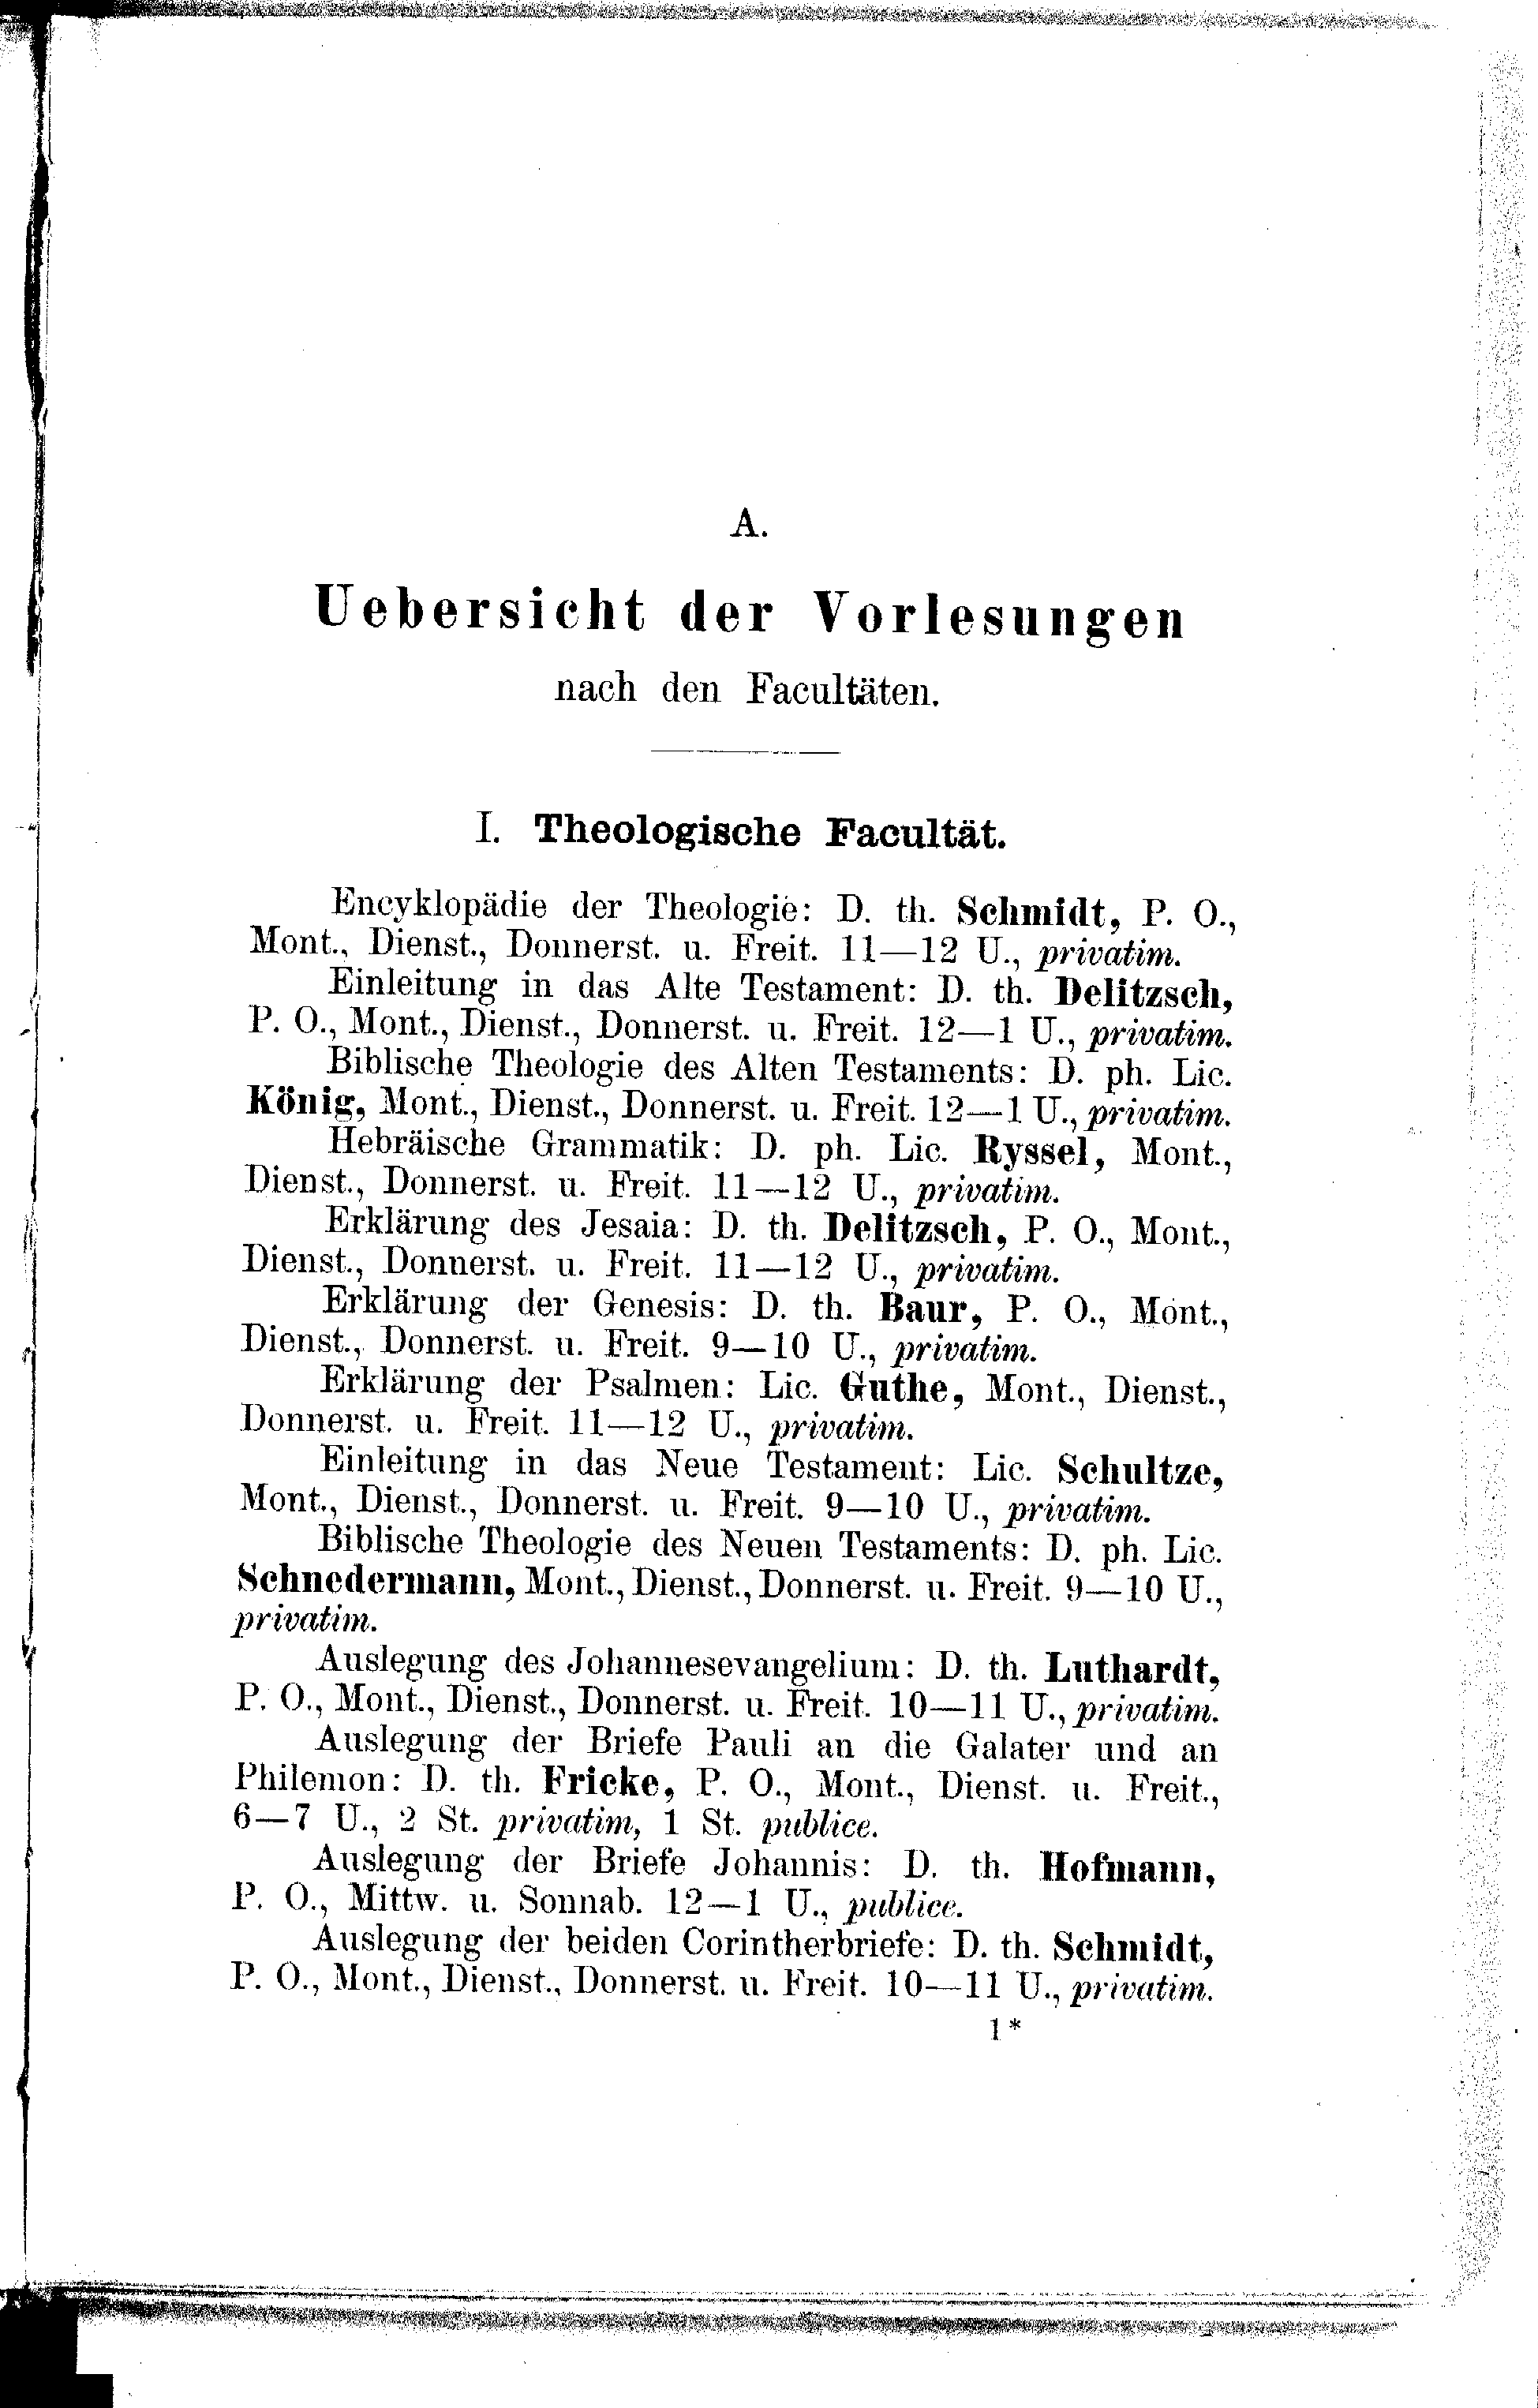 A.
Uebersicht der Vorlesungen
nach den Facultäten.
I. Theologische Facultät.
Encyklopädie der Theologie: D. th. Schmidt, P. O.,
Mont., Dienst., Donnerst. u. Freit. 11—12 U., privatim.
Einleitung in das Alte Testament: D. th. Delitzsch,
P. O., Mont., Dienst., Donnerst. u. Freit. 12—1 U., privatim.
Biblische Theologie des Alten Testaments: D. ph. Lic.
König, Mont., Dienst., Donnerst. u. Freit. 12—1 U., privatim.
Hebräische Grammatik: D. ph. Lic. Ryssel, Mont.,
Dienst., Donnerst. u. Freit. 11—12 U., privatim.
Erklärung des Jesaia: D. th. Delitzsch, P. O., Mont.,
Dienst., Donnerst. u. Freit. 11—12 U., privatim.
Erklärung der Genesis: D. th. Baur, P. O., Mont.,
Dienst., Donnerst. u. Freit. 9—10 U., privatim.
Erklärung der Psalmen: Lic. Guthe, Mont., Dienst.,
Donnerst. u. Freit. 11—12 U., privatim.
Einleitung in das Neue Testament: Lic. Schultze,
Mont., Dienst., Donnerst. u. Freit. 9—10 U., privatim.
Biblische Theologie des Neuen Testaments: D. ph. Lic.
Schnedermann, Mont., Dienst., Donnerst. u. Freit. 9—10 U.,
privatim.
Auslegung des Johannesevangelium: D. th. Luthardt,
P. O., Mont., Dienst., Donnerst. u. Freit. 10—11 U., privatim.
Auslegung der Briefe Pauli an die Galater und an
Philemon: D. th. Fricke, P. O., Mont., Dienst. u. Freit.,
6—7 U., 2 St. privatim, 1 St. publice.
Auslegung der Briefe Johannis: D. th. Hofmann,
P. O., Mittw. u. Sonnab. 12—1 U., publice.
Auslegung der beiden Corintherbriefe: D. th. Schmidt,
P. O., Mont., Dienst., Donnerst. u. Freit. 10—11 U., privatim.
1*